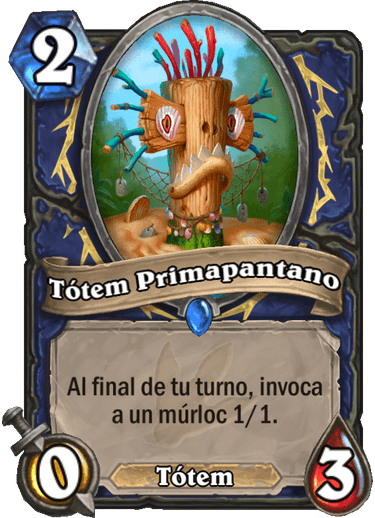 2
Tótem Primapantano
Al final de tu turno, invoca
a un múrloc 1/1.
0
Tótem
3